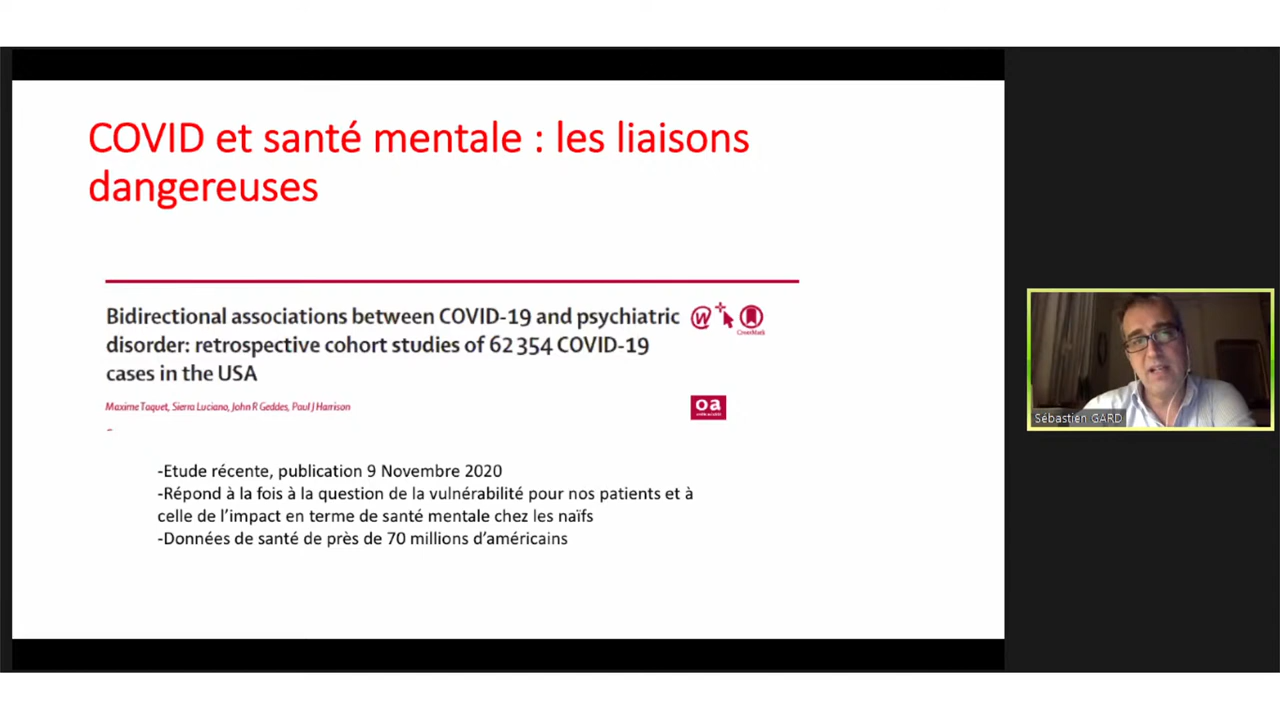 COVID et santé mentale : les liaisons
dangereuses
Bidirectional associations between COVID-19 and psychiatric
disorder: retrospective cohort studies of 62 354 COVID-19
cases in the USA
CrossMark
Maxime Taquet, Sierra Luciano, John R Geddes, Paul J Harrison
oa
-Etude récente, publication 9 Novembre 2020
-Répond à la fois à la question de la vulnérabilité pour nos patients et à
celle de l’impact en terme de santé mentale chez les naïfs
-Données de santé de près de 70 millions d’américains
Sébastien GARD